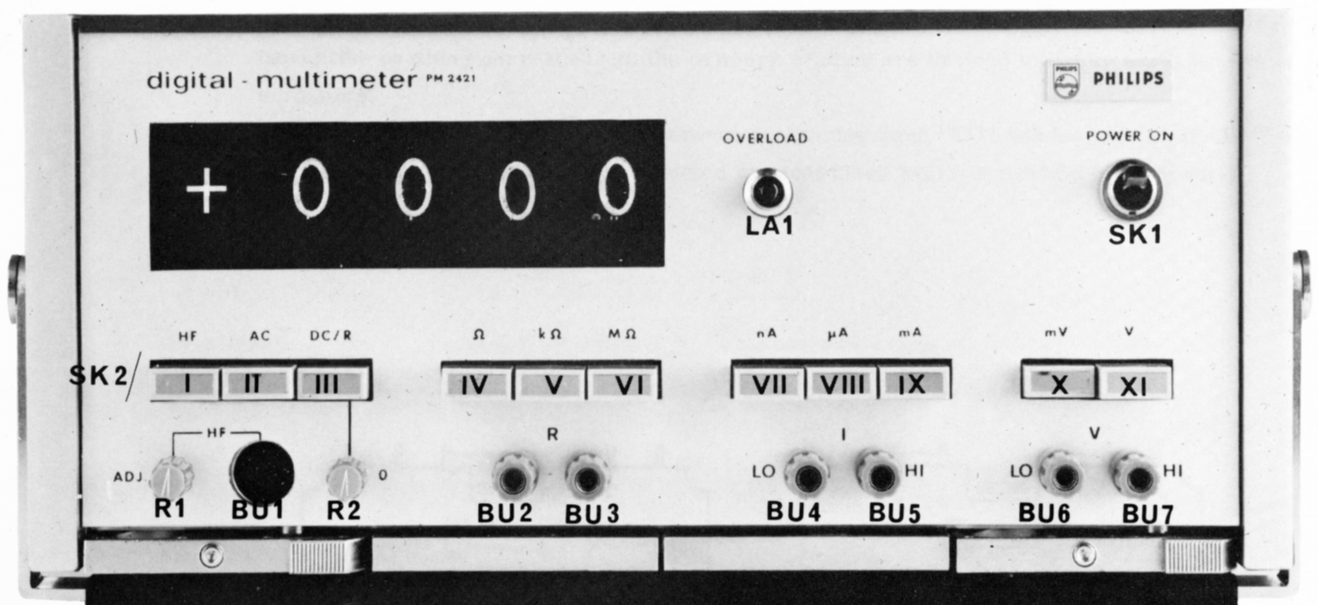 digital - multimeter PM 2421
PHILIPS
PHILIPS
OVERLOAD
POWER ON
+ 0 0 0 0
LA1
SK1
HF AC DC/R Ω kΩ MΩ nA µA mA mV V
SK2/ I II III IV V VI VII VIII IX X XI
HF R I V
ADJ 0 LO HI LO HI
R1 BU1 R2 BU2 BU3 BU4 BU5 BU6 BU7